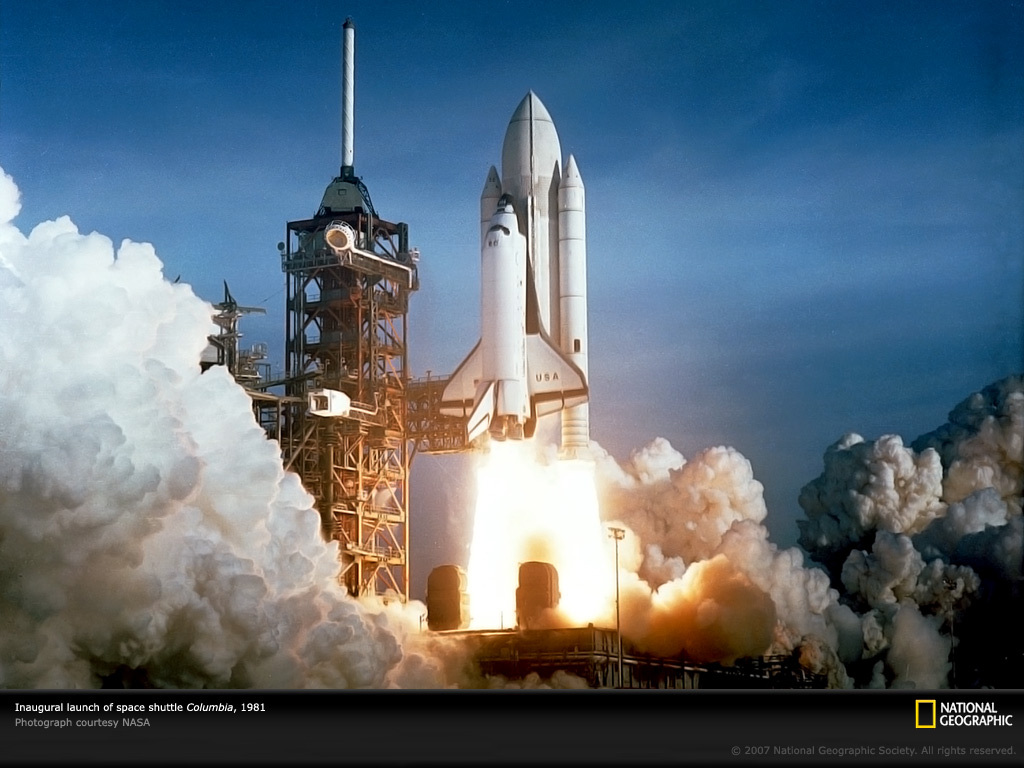 USA
Inaugural launch of space shuttle Columbia, 1981
Photograph courtesy NASA
NATIONAL
GEOGRAPHIC
© 2007 National Geographic Society. All rights reserved.